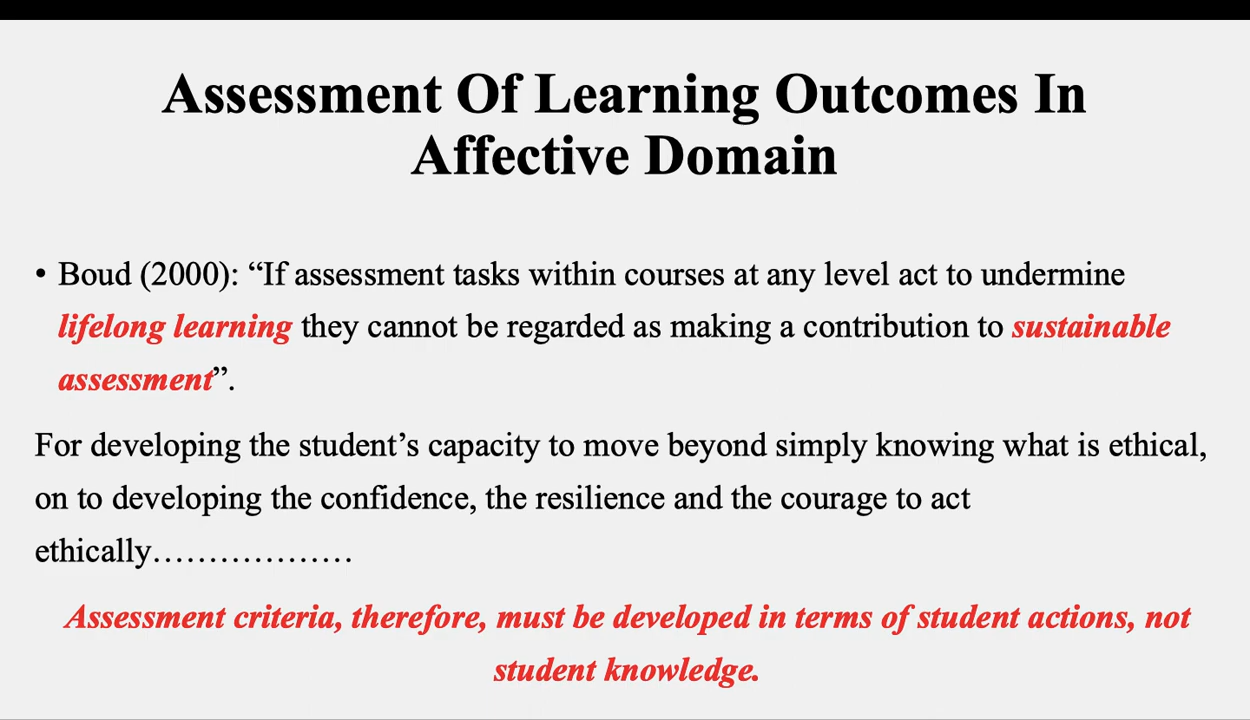 Assessment Of Learning Outcomes In
Affective Domain
• Boud (2000): “If assessment tasks within courses at any level act to undermine
lifelong learning they cannot be regarded as making a contribution to sustainable
assessment”.
For developing the student’s capacity to move beyond simply knowing what is ethical,
on to developing the confidence, the resilience and the courage to act
ethically………………
Assessment criteria, therefore, must be developed in terms of student actions, not
student knowledge.